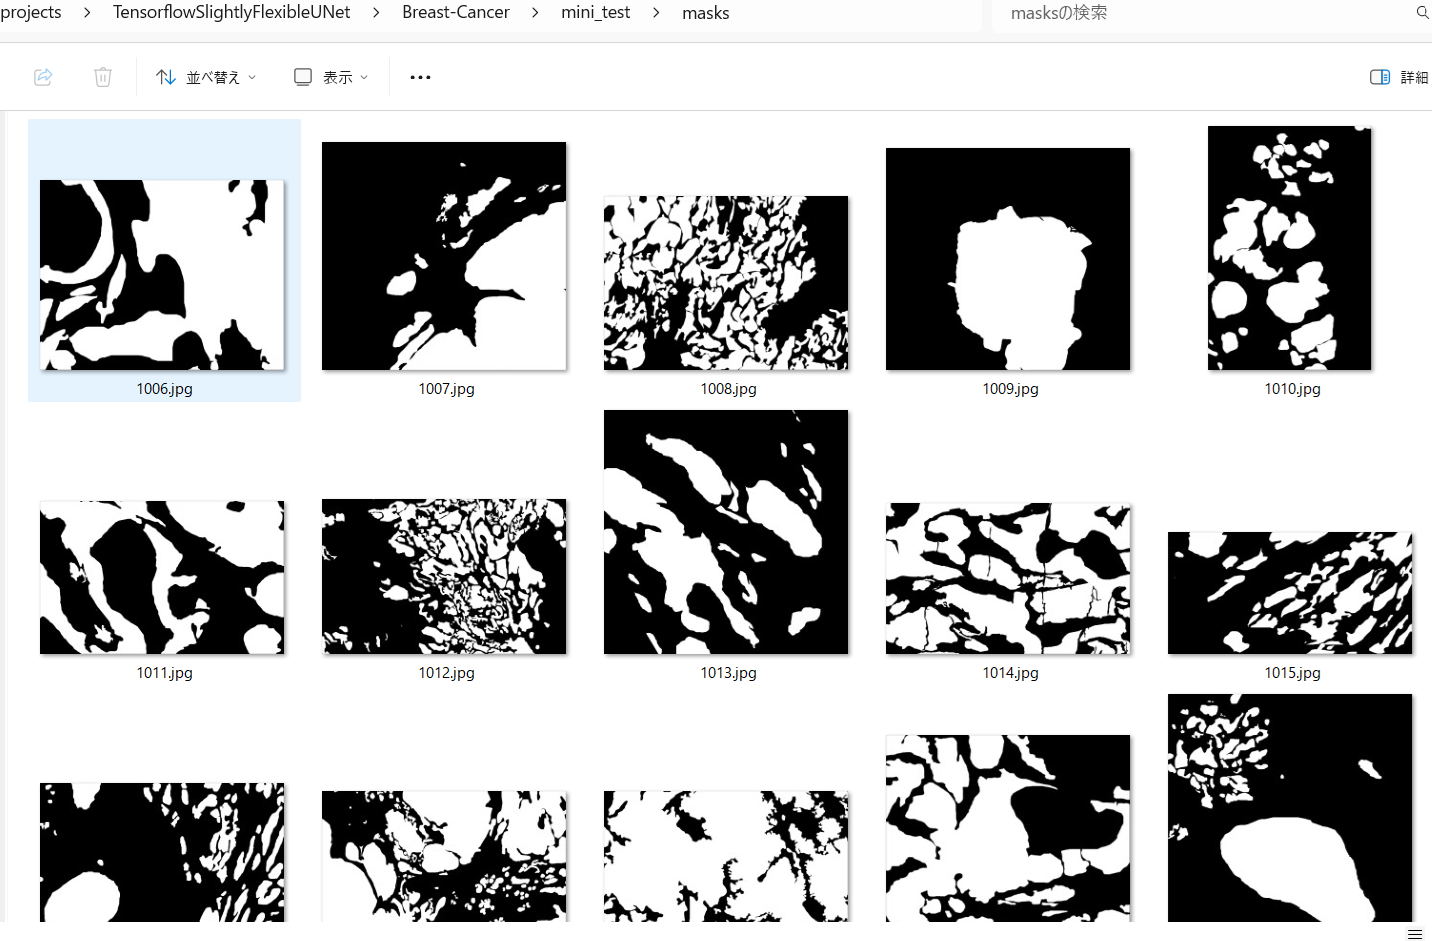 projects > TensorflowSlightlyFlexibleUNet > Breast-Cancer > mini_test > masks
masksの検索
並べ替え 表示 ... 詳細
1006.jpg 1007.jpg 1008.jpg 1009.jpg 1010.jpg
1011.jpg 1012.jpg 1013.jpg 1014.jpg 1015.jpg